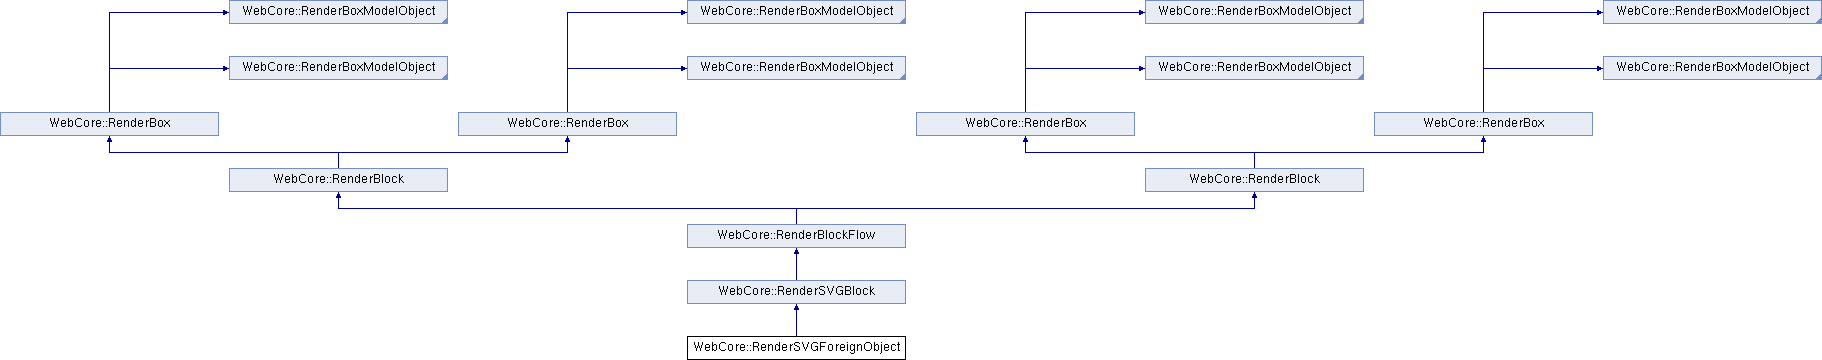 WebCore::RenderBoxModelObject WebCore::RenderBoxModelObject WebCore::RenderBoxModelObject WebCore::RenderBoxModelObject
WebCore::RenderBoxModelObject WebCore::RenderBoxModelObject WebCore::RenderBoxModelObject WebCore::RenderBoxModelObject
WebCore::RenderBox WebCore::RenderBox WebCore::RenderBox WebCore::RenderBox
WebCore::RenderBlock WebCore::RenderBlock
WebCore::RenderBlockFlow
WebCore::RenderSVGBlock
WebCore::RenderSVGForeignObject